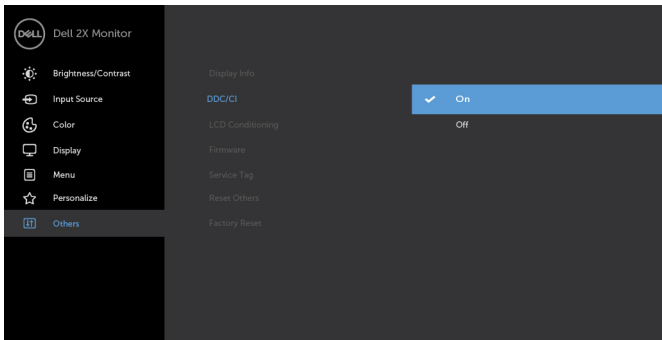 DELL Dell 2X Monitor
Brightness/Contrast Display Info
Input Source DDC/CI On
Color LCD Conditioning Off
Display Firmware
Menu Service Tag
Personalize Reset Others
Others Factory Reset